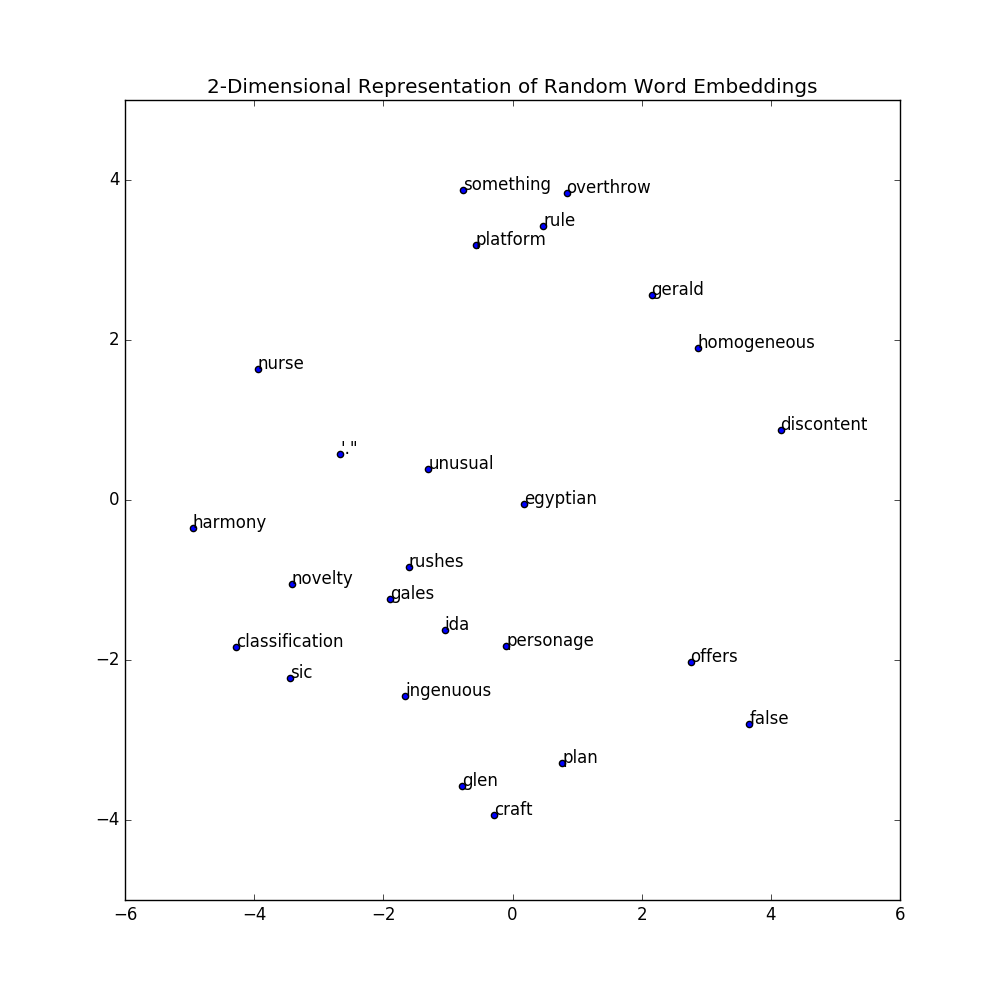 2-Dimensional Representation of Random Word Embeddings
4
something
overthrow
rule
platform
gerald
2
homogeneous
nurse
discontent
'."
unusual
0
egyptian
harmony
rushes
novelty
gales
ida
personage
classification
−2
offers
sic
ingenuous
false
plan
glen
craft
−4
−6 −4 −2 0 2 4 6